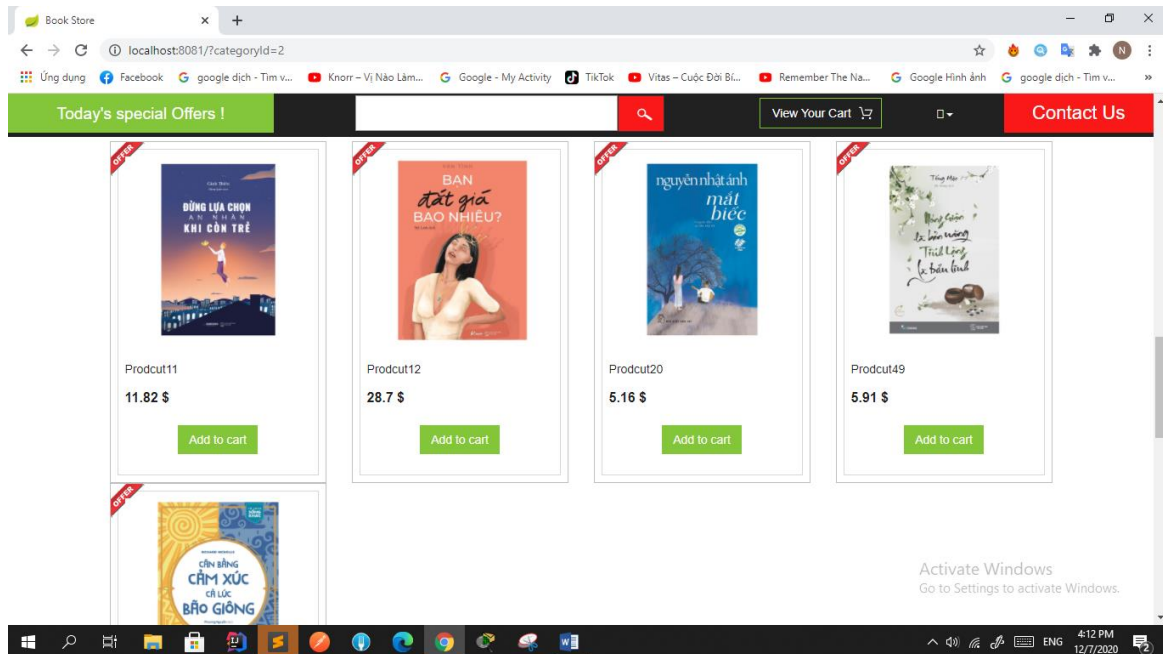 Book Store
localhost:8081/?categoryId=2
N
Ứng dụng
Facebook
google dịch - Tìm v...
Knorr – Vị Nào Làm...
Google - My Activity
TikTok
Vitas – Cuộc Đời Bí...
Remember The Na...
Google Hình ảnh
google dịch - Tìm v...
»
Today's special Offers !
View Your Cart
Contact Us
OFFER
OFFER
OFFER
OFFER
ĐỪNG LỰA CHỌN
AN NHÀN
KHI CÒN TRẺ
BẠN
đắt giá
BAO NHIÊU?
nguyễn nhật ánh
mắt
biếc
Prodcut11
Prodcut12
Prodcut20
Prodcut49
11.82 $
28.7 $
5.16 $
5.91 $
Add to cart
Add to cart
Add to cart
Add to cart
OFFER
CÂN BẰNG
CẢM XÚC
CẢ LÚC
BÃO GIÔNG
Activate Windows
Go to Settings to activate Windows.
ENG
4:12 PM
12/7/2020
2